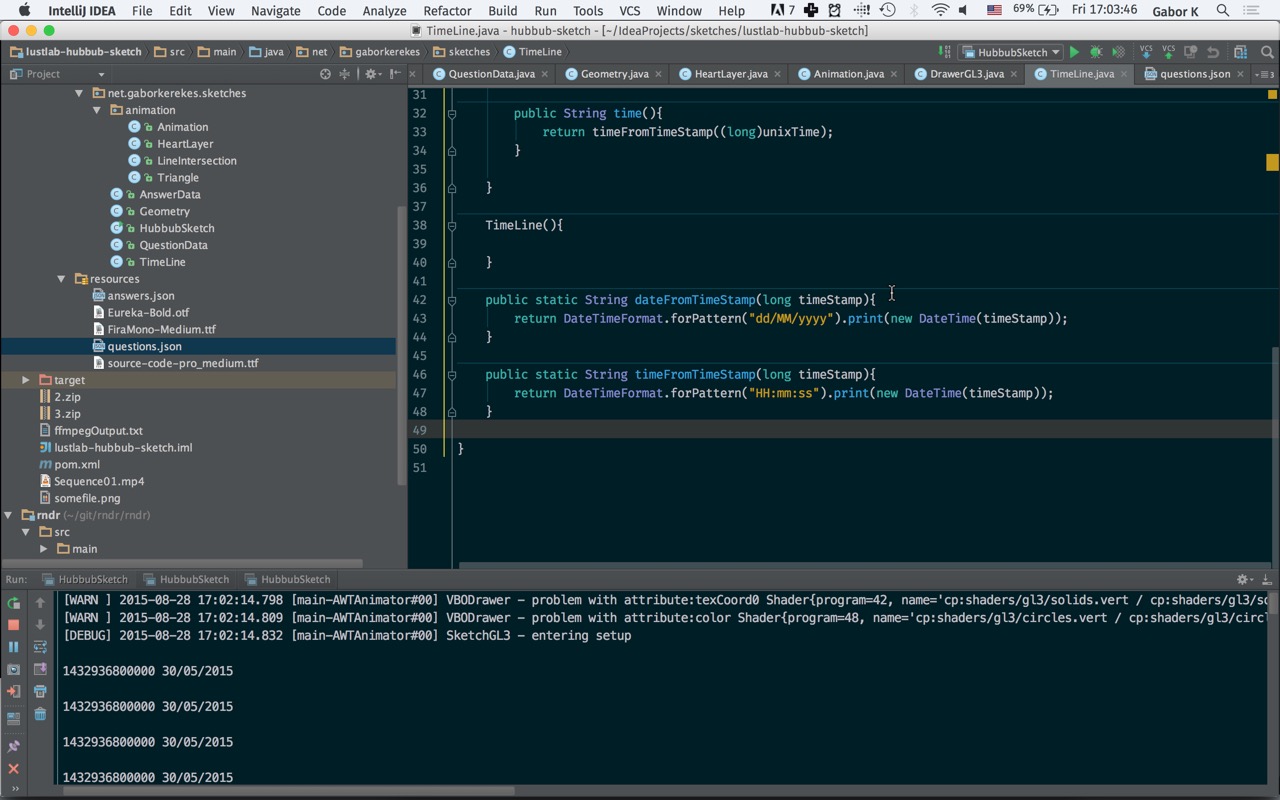 IntelliJ IDEA File Edit View Navigate Code Analyze Refactor Build Run Tools VCS Window Help 7 69% Fri 17:03:46 Gabor K
TimeLine.java - hubbub-sketch - [~/IdeaProjects/sketches/lustlab-hubbub-sketch]
lustlab-hubbub-sketch src main java net gaborkerekes sketches TimeLine HubbubSketch VCS VCS
Project QuestionData.java Geometry.java HeartLayer.java Animation.java DrawerGL3.java TimeLine.java questions.json 3
net.gaborkerekes.sketches
animation
Animation
HeartLayer
LineIntersection
Triangle
AnswerData
Geometry
HubbubSketch
QuestionData
TimeLine
resources
answers.json
Eureka-Bold.otf
FiraMono-Medium.ttf
questions.json
source-code-pro_medium.ttf
target
2.zip
3.zip
ffmpegOutput.txt
lustlab-hubbub-sketch.iml
pom.xml
Sequence01.mp4
somefile.png
rndr (~/git/rndr/rndr)
src
main
31
32 public String time(){
33 return timeFromTimeStamp((long)unixTime);
34 }
35
36 }
37
38 TimeLine(){
39
40 }
41
42 public static String dateFromTimeStamp(long timeStamp){
43 return DateTimeFormat.forPattern("dd/MM/yyyy").print(new DateTime(timeStamp));
44 }
45
46 public static String timeFromTimeStamp(long timeStamp){
47 return DateTimeFormat.forPattern("HH:mm:ss").print(new DateTime(timeStamp));
48 }
49
50 }
51
Run: HubbubSketch HubbubSketch HubbubSketch
[WARN ] 2015-08-28 17:02:14.798 [main-AWTAnimator#00] VBODrawer - problem with attribute:texCoord0 Shader{program=42, name='cp:shaders/gl3/solids.vert / cp:shaders/gl3/so
[WARN ] 2015-08-28 17:02:14.809 [main-AWTAnimator#00] VBODrawer - problem with attribute:color Shader{program=48, name='cp:shaders/gl3/circles.vert / cp:shaders/gl3/circl
[DEBUG] 2015-08-28 17:02:14.832 [main-AWTAnimator#00] SketchGL3 - entering setup
1432936800000 30/05/2015
1432936800000 30/05/2015
1432936800000 30/05/2015
1432936800000 30/05/2015